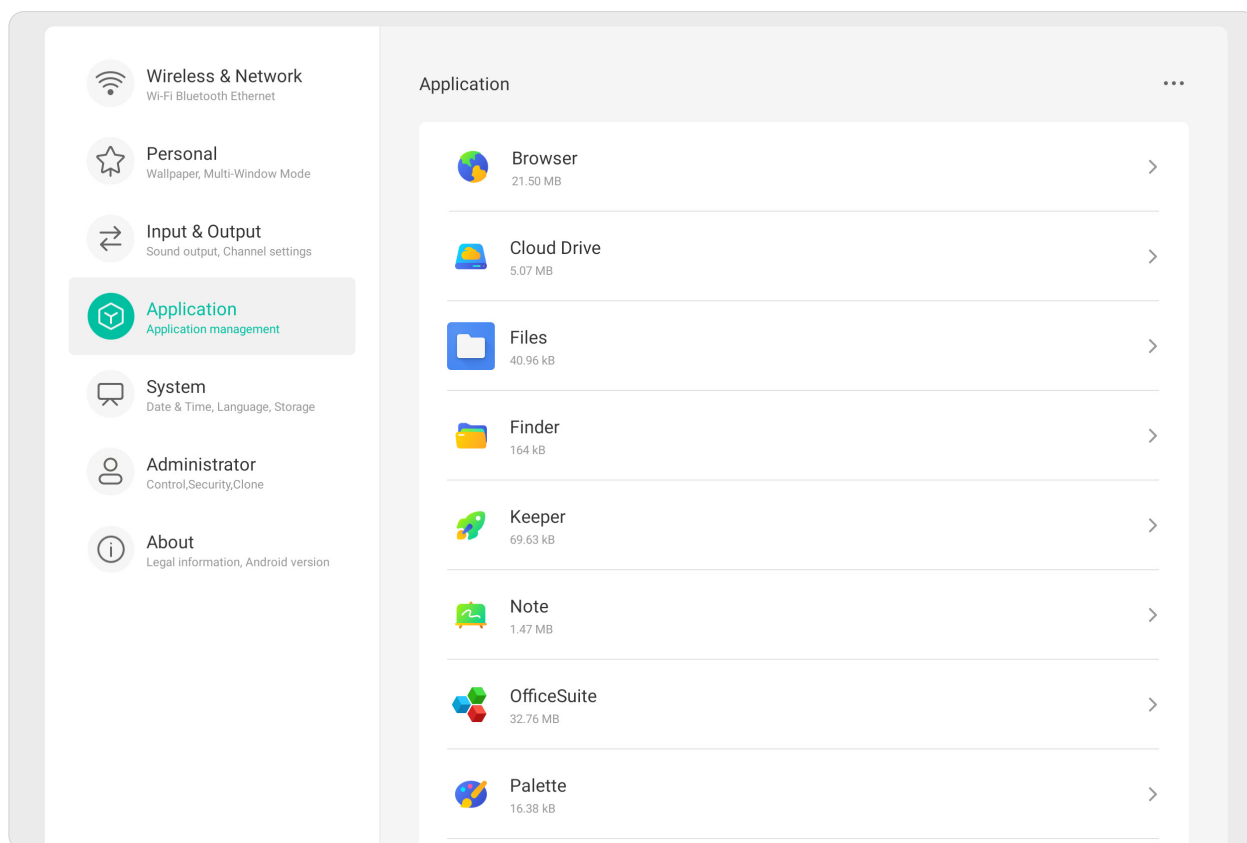 Wireless & Network
Wi-Fi Bluetooth Ethernet
Personal
Wallpaper, Multi-Window Mode
Input & Output
Sound output, Channel settings
Application
Application management
System
Date & Time, Language, Storage
Administrator
Control,Security,Clone
About
Legal information, Android version
Application
Browser
21.50 MB
Cloud Drive
5.07 MB
Files
40.96 kB
Finder
164 kB
Keeper
69.63 kB
Note
1.47 MB
OfficeSuite
32.76 MB
Palette
16.38 kB